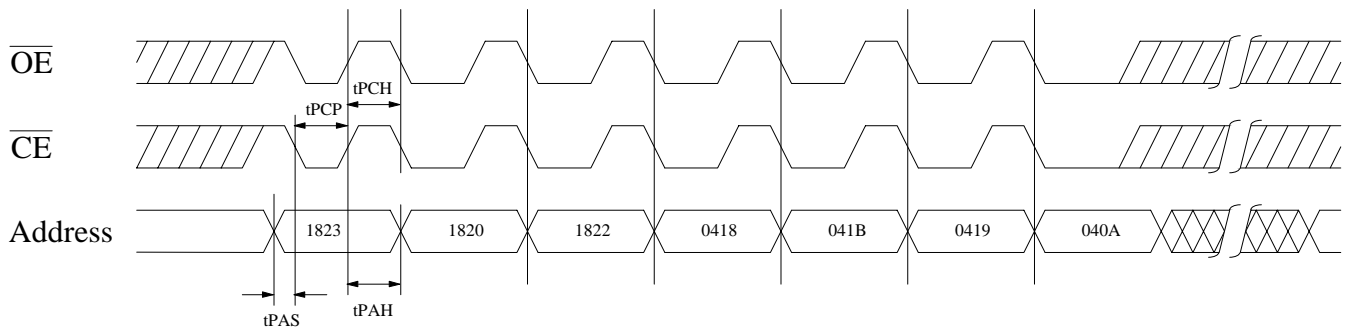 OE
tPCH
tPCP
CE
Address 1823 1820 1822 0418 041B 0419 040A
tPAS tPAH